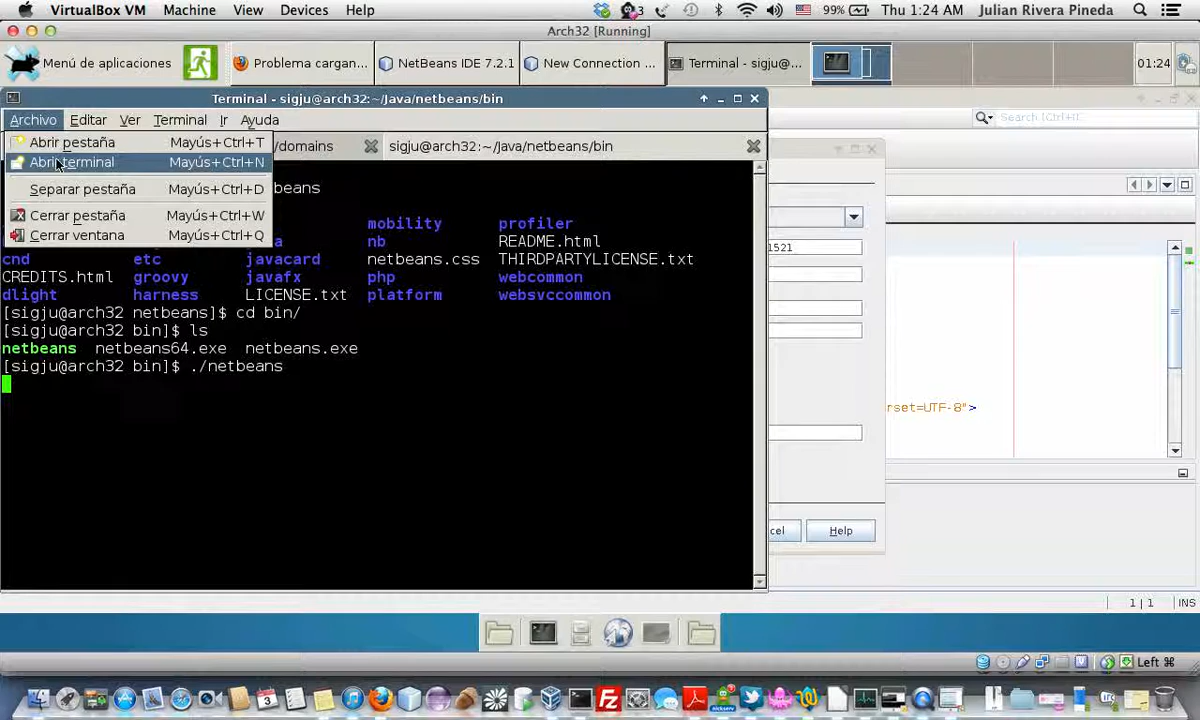 VirtualBox VM Machine View Devices Help 3 99% Thu 1:24 AM Julian Rivera Pineda
Arch32 [Running]
Menú de aplicaciones Problema cargan... NetBeans IDE 7.2.1 New Connection ... Terminal - sigju@... 01:24
Terminal - sigju@arch32:~/Java/netbeans/bin
Archivo Editar Ver Terminal Ir Ayuda
Search (Ctrl+I)
Abrir pestaña Mayús+Ctrl+T
/domains sigju@arch32:~/Java/netbeans/bin
Abrir terminal Mayús+Ctrl+N
Separar pestaña Mayús+Ctrl+D
beans
Cerrar pestaña Mayús+Ctrl+W
Cerrar ventana Mayús+Ctrl+Q
mobility profiler
a nb README.html
1521
cnd etc javacard netbeans.css THIRDPARTYLICENSE.txt
CREDITS.html groovy javafx php webcommon
dlight harness LICENSE.txt platform websvccommon
[sigju@arch32 netbeans]$ cd bin/
[sigju@arch32 bin]$ ls
netbeans netbeans64.exe netbeans.exe
[sigju@arch32 bin]$ ./netbeans
rset=UTF-8">
cel Help
1 | 1 INS
Left ⌘